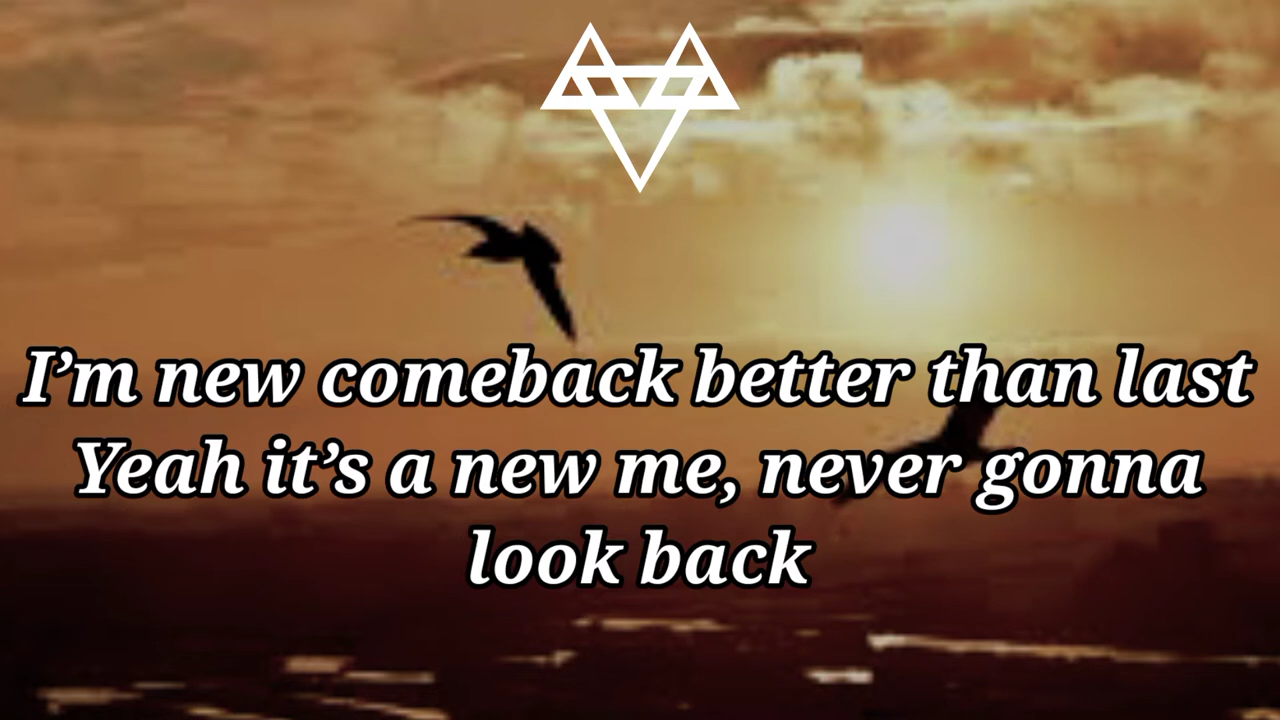 I’m new comeback better than last
Yeah it’s a new me, never gonna
look back